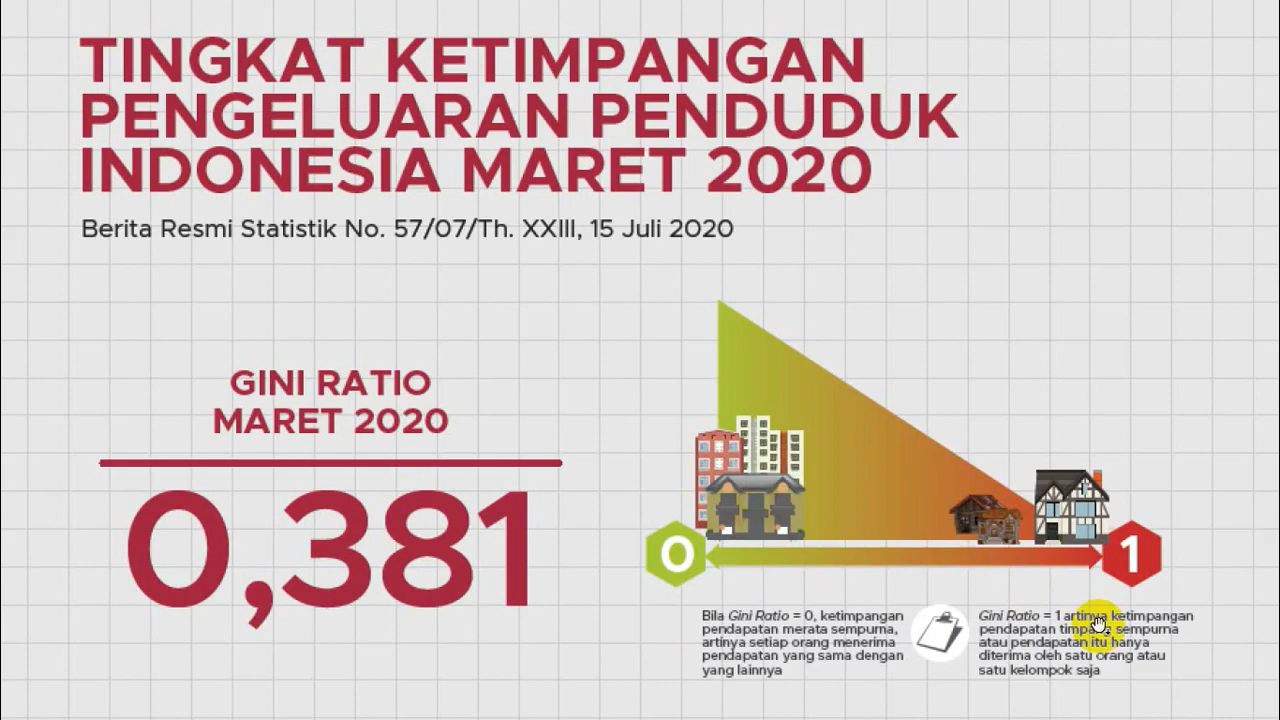 TINGKAT KETIMPANGAN
PENGELUARAN PENDUDUK
INDONESIA MARET 2020
Berita Resmi Statistik No. 57/07/Th. XXIII, 15 Juli 2020
GINI RATIO
MARET 2020
0,381
0
1
Bila Gini Ratio = 0, ketimpangan
pendapatan merata sempurna,
artinya setiap orang menerima
pendapatan yang sama dengan
yang lainnya
Gini Ratio = 1 artinya ketimpangan
pendapatan timpang sempurna
atau pendapatan itu hanya
diterima oleh satu orang atau
satu kelompok saja